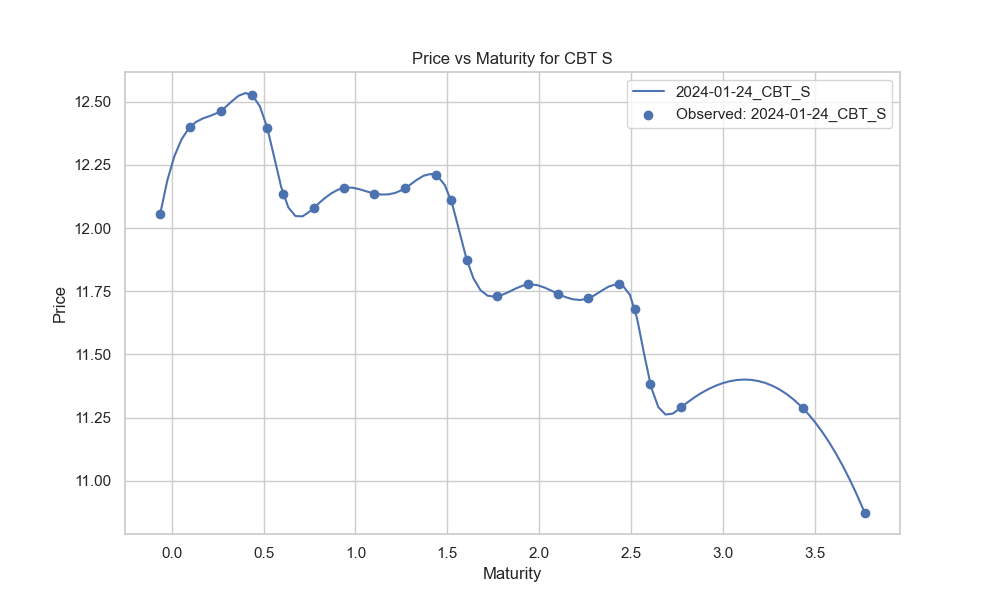 Price vs Maturity for CBT S
2024-01-24_CBT_S
Observed: 2024-01-24_CBT_S
12.50
12.25
12.00
11.75
11.50
11.25
11.00
Price
0.0 0.5 1.0 1.5 2.0 2.5 3.0 3.5
Maturity